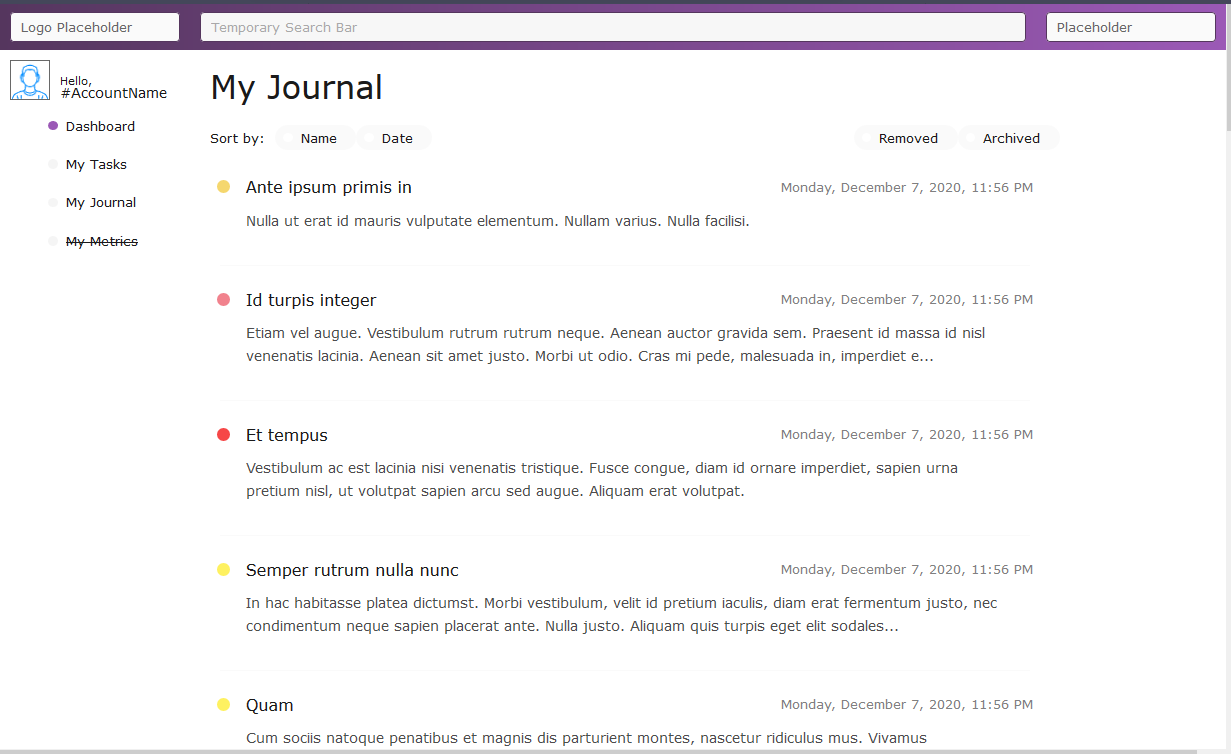 Logo Placeholder
Temporary Search Bar
Placeholder
Hello,
#AccountName
Dashboard
My Tasks
My Journal
My Metrics
My Journal
Sort by:
Name
Date
Removed
Archived
Ante ipsum primis in
Monday, December 7, 2020, 11:56 PM
Nulla ut erat id mauris vulputate elementum. Nullam varius. Nulla facilisi.
Id turpis integer
Monday, December 7, 2020, 11:56 PM
Etiam vel augue. Vestibulum rutrum rutrum neque. Aenean auctor gravida sem. Praesent id massa id nisl
venenatis lacinia. Aenean sit amet justo. Morbi ut odio. Cras mi pede, malesuada in, imperdiet e...
Et tempus
Monday, December 7, 2020, 11:56 PM
Vestibulum ac est lacinia nisi venenatis tristique. Fusce congue, diam id ornare imperdiet, sapien urna
pretium nisl, ut volutpat sapien arcu sed augue. Aliquam erat volutpat.
Semper rutrum nulla nunc
Monday, December 7, 2020, 11:56 PM
In hac habitasse platea dictumst. Morbi vestibulum, velit id pretium iaculis, diam erat fermentum justo, nec
condimentum neque sapien placerat ante. Nulla justo. Aliquam quis turpis eget elit sodales...
Quam
Monday, December 7, 2020, 11:56 PM
Cum sociis natoque penatibus et magnis dis parturient montes, nascetur ridiculus mus. Vivamus